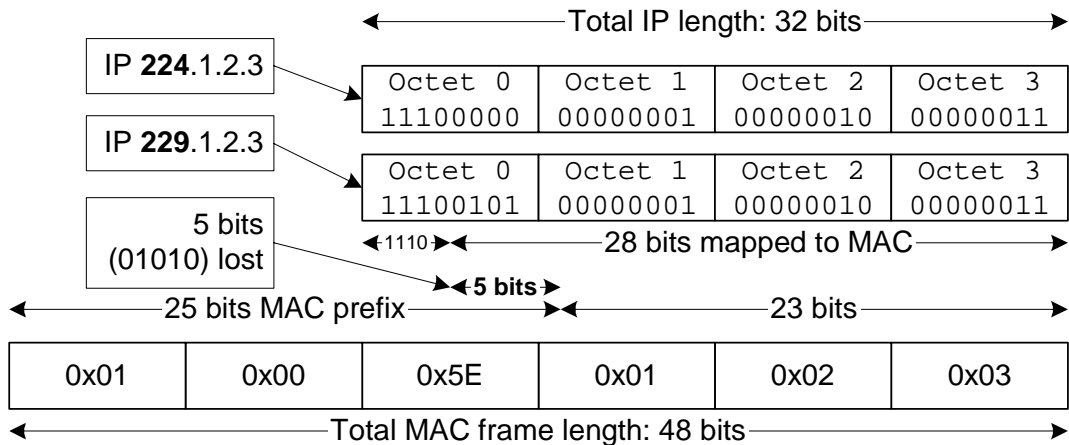 Total IP length: 32 bits
IP 224.1.2.3
Octet 0 Octet 1 Octet 2 Octet 3
11100000 00000001 00000010 00000011
IP 229.1.2.3
Octet 0 Octet 1 Octet 2 Octet 3
11100101 00000001 00000010 00000011
5 bits
(01010) lost
1110 28 bits mapped to MAC
5 bits
25 bits MAC prefix 23 bits
0x01 0x00 0x5E 0x01 0x02 0x03
Total MAC frame length: 48 bits